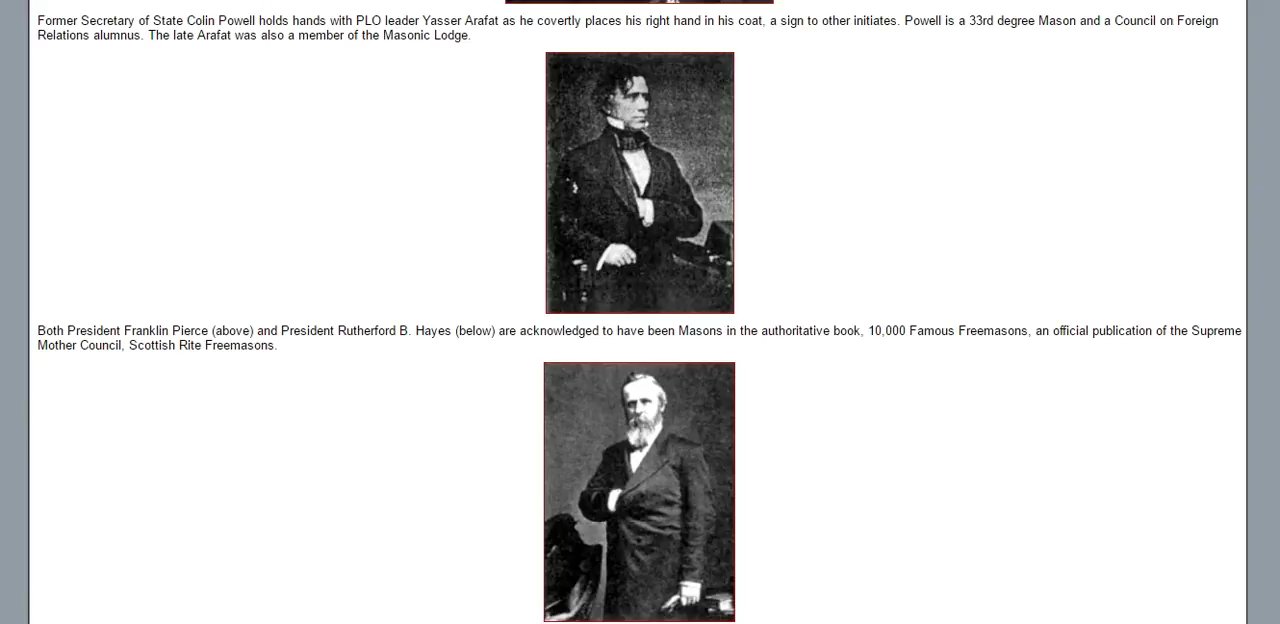 Former Secretary of State Colin Powell holds hands with PLO leader Yasser Arafat as he covertly places his right hand in his coat, a sign to other initiates. Powell is a 33rd degree Mason and a Council on Foreign
Relations alumnus. The late Arafat was also a member of the Masonic Lodge.
Both President Franklin Pierce (above) and President Rutherford B. Hayes (below) are acknowledged to have been Masons in the authoritative book, 10,000 Famous Freemasons, an official publication of the Supreme
Mother Council, Scottish Rite Freemasons.